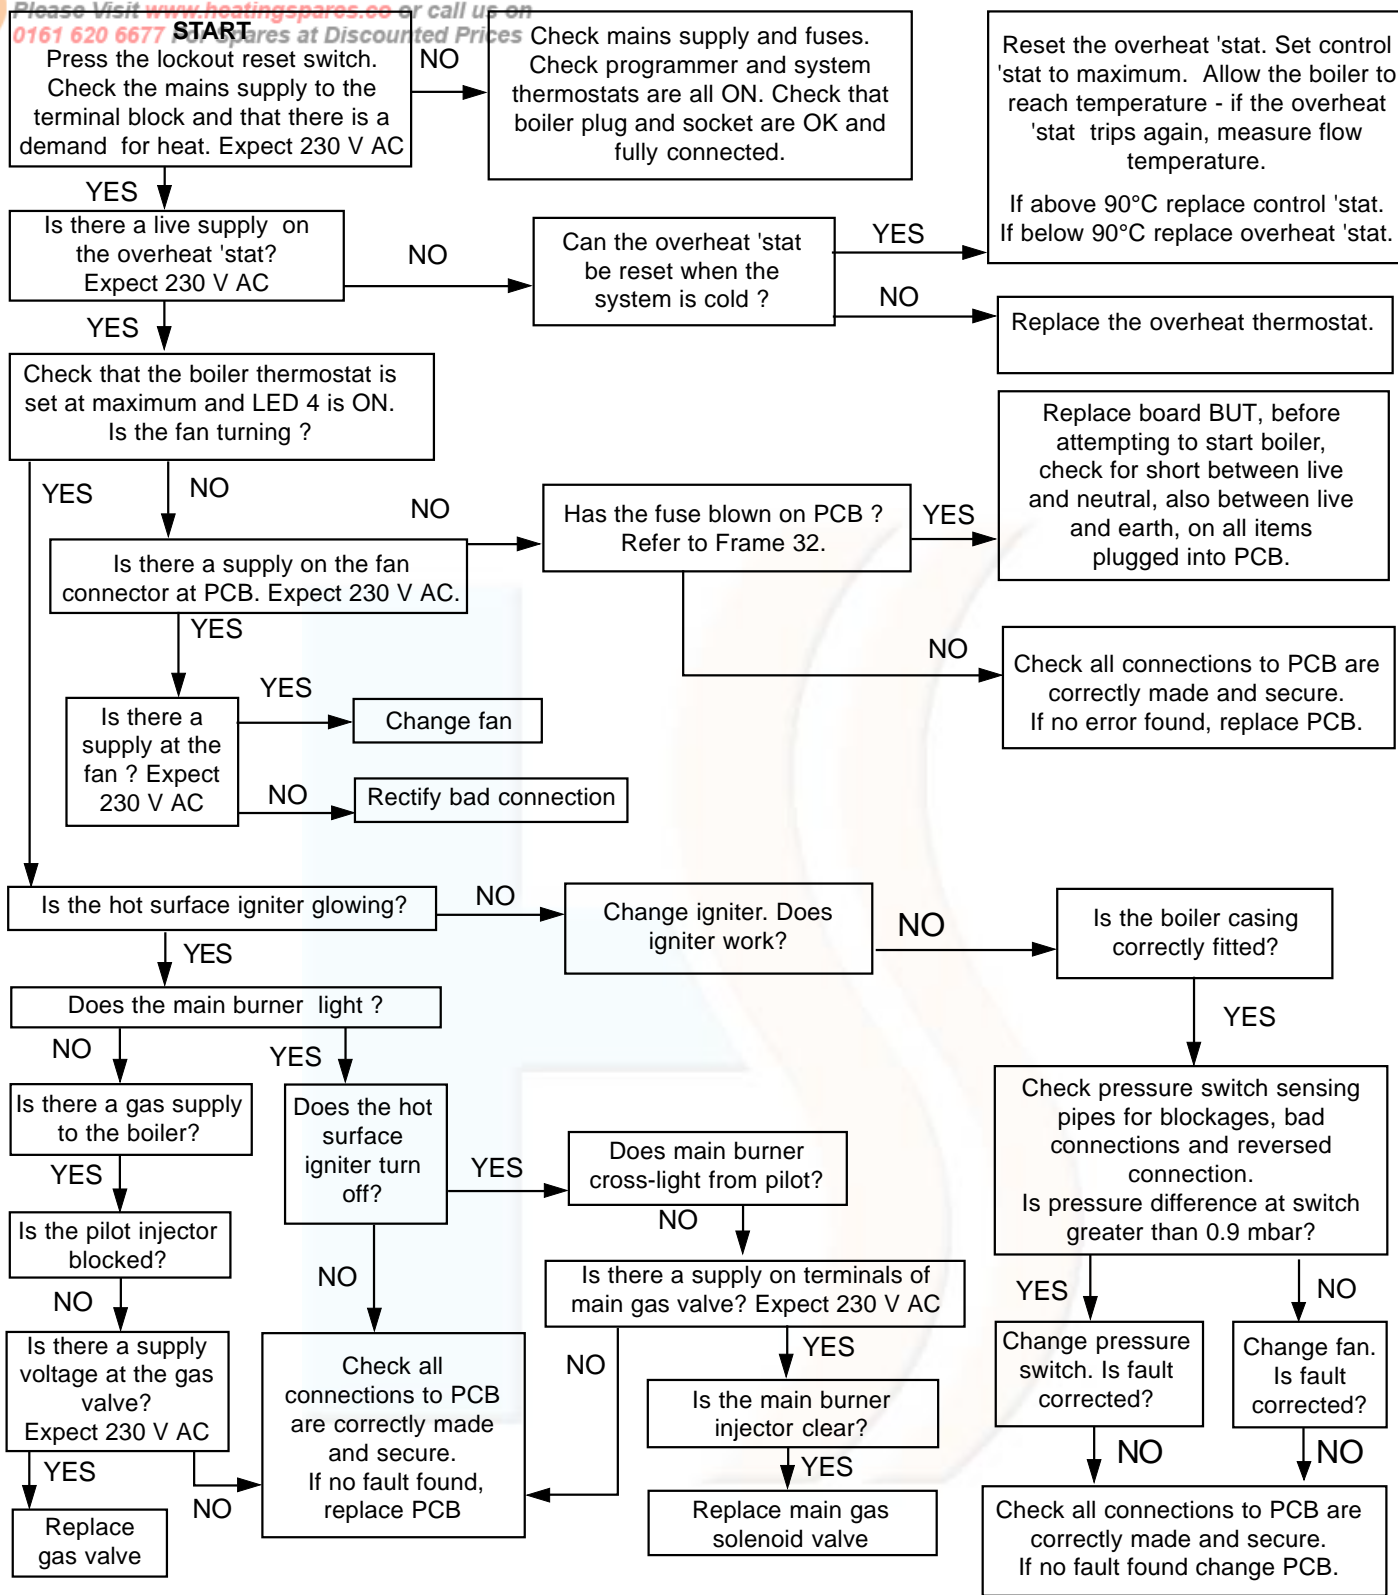 Please Visit www.heatingspares.co or call us on
0161 620 6677 For Spares at Discounted Prices
START
Press the lockout reset switch.
Check the mains supply to the
terminal block and that there is a
demand for heat. Expect 230 V AC
NO
Check mains supply and fuses.
Check programmer and system
thermostats are all ON. Check that
boiler plug and socket are OK and
fully connected.
Reset the overheat 'stat. Set control
'stat to maximum. Allow the boiler to
reach temperature - if the overheat
'stat trips again, measure flow
temperature.
If above 90°C replace control 'stat.
If below 90°C replace overheat 'stat.
YES
Is there a live supply on
the overheat 'stat?
Expect 230 V AC
NO
Can the overheat 'stat
be reset when the
system is cold ?
YES
NO
Replace the overheat thermostat.
YES
Check that the boiler thermostat is
set at maximum and LED 4 is ON.
Is the fan turning ?
YES
NO
Is there a supply on the fan
connector at PCB. Expect 230 V AC.
NO
Has the fuse blown on PCB ?
Refer to Frame 32.
YES
Replace board BUT, before
attempting to start boiler,
check for short between live
and neutral, also between live
and earth, on all items
plugged into PCB.
NO
Check all connections to PCB are
correctly made and secure.
If no error found, replace PCB.
YES
Is there a
supply at the
fan ? Expect
230 V AC
YES
Change fan
NO
Rectify bad connection
Is the hot surface igniter glowing?
NO
Change igniter. Does
igniter work?
NO
Is the boiler casing
correctly fitted?
YES
Does the main burner light ?
YES
Check pressure switch sensing
pipes for blockages, bad
connections and reversed
connection.
Is pressure difference at switch
greater than 0.9 mbar?
NO
Is there a gas supply
to the boiler?
YES
Does the hot
surface
igniter turn
off?
YES
Does main burner
cross-light from pilot?
YES
Is the pilot injector
blocked?
NO
NO
Is there a supply on terminals of
main gas valve? Expect 230 V AC
NO
Is there a supply
voltage at the gas
valve?
Expect 230 V AC
Check all
connections to PCB
are correctly made
and secure.
If no fault found,
replace PCB
NO
YES
Is the main burner
injector clear?
YES
Change pressure
switch. Is fault
corrected?
NO
Change fan.
Is fault
corrected?
YES
Replace
gas valve
NO
YES
Replace main gas
solenoid valve
NO
NO
Check all connections to PCB are
correctly made and secure.
If no fault found change PCB.